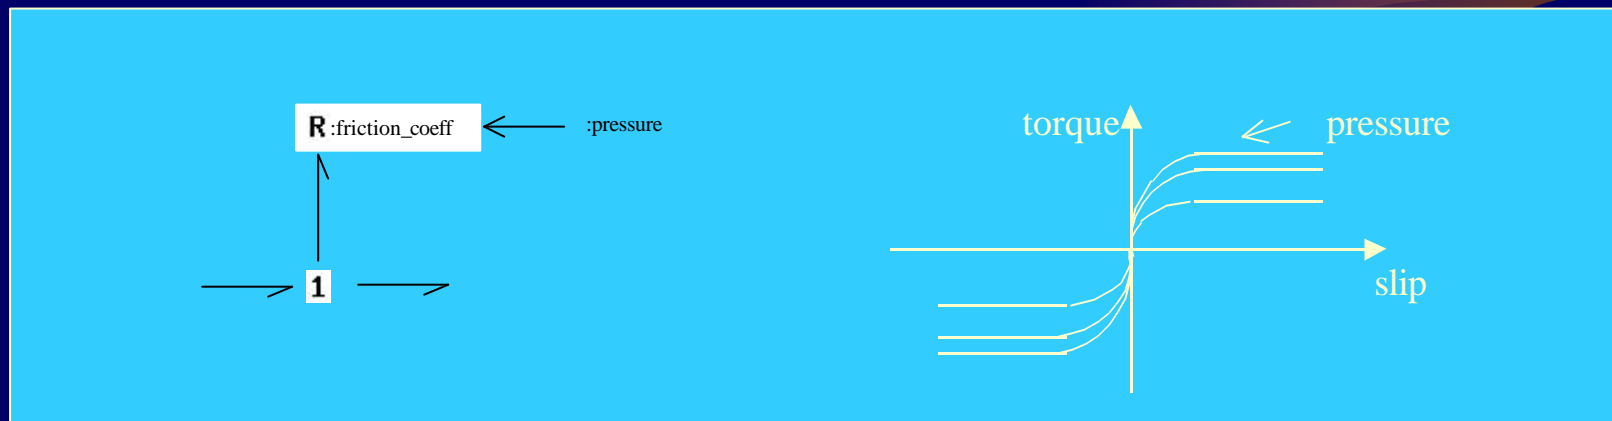 R :friction_coeff
:pressure
1
torque
pressure
slip